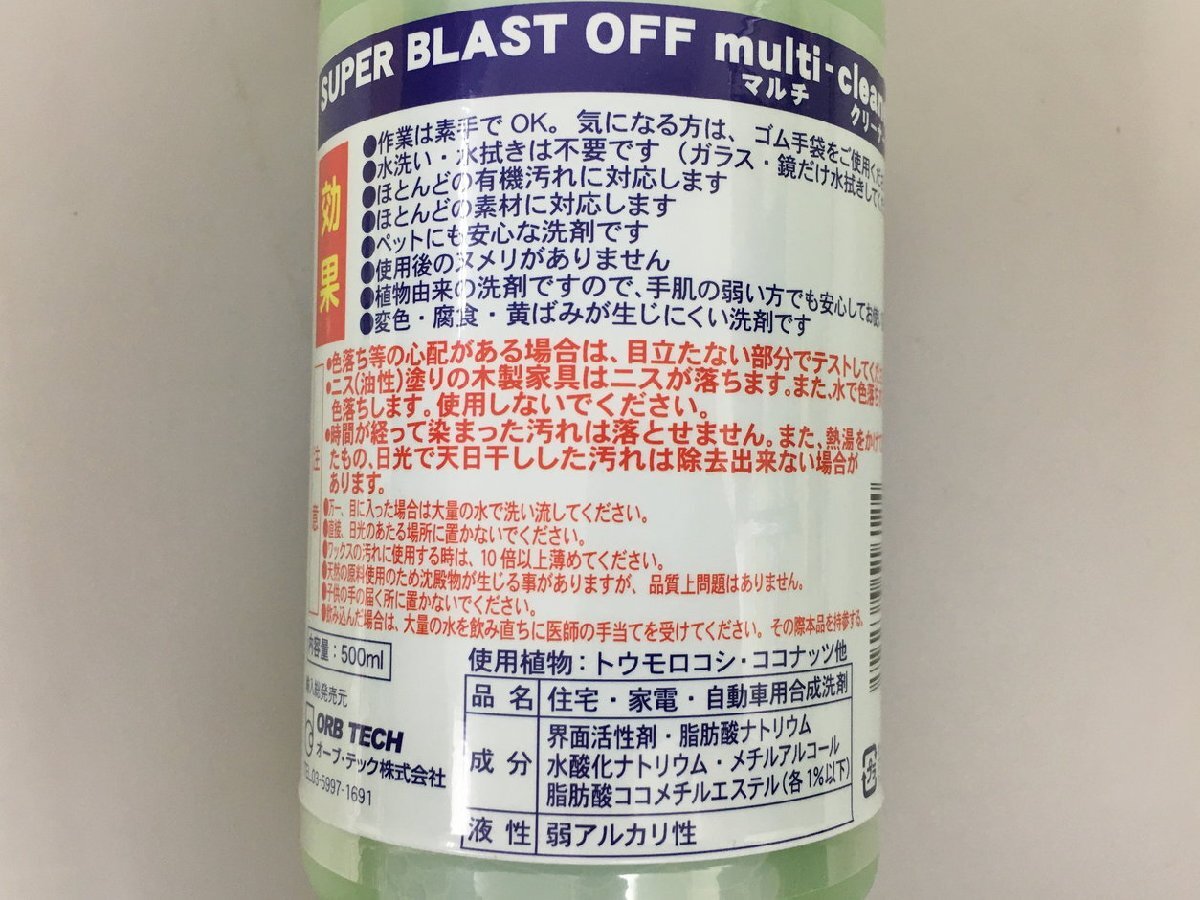 SUPER BLAST OFF multi-clean
マルチ クリーナ
効果
●作業は素手でOK。気になる方は、ゴム手袋をご使用くだ
●水洗い・水拭きは不要です（ガラス・鏡だけ水拭きしてく
●ほとんどの有機汚れに対応します
●ほとんどの素材に対応します
●ペットにも安心な洗剤です
●使用後のヌメリがありません
●植物由来の洗剤ですので、手肌の弱い方でも安心してお使
●変色・腐食・黄ばみが生じにくい洗剤です
注意
●色落ち等の心配がある場合は、目立たない部分でテストしてくだ
●ニス(油性)塗りの木製家具はニスが落ちます。また、水で色落ち
色落ちします。使用しないでください。
●時間が経って染まった汚れは落とせません。また、熱湯をかけ
たもの、日光で天日干しした汚れは除去出来ない場合が
あります。
●万一、目に入った場合は大量の水で洗い流してください。
●直接、日光のあたる場所に置かないでください。
●ワックスの汚れに使用する時は、10倍以上薄めてください。
●天然の原料使用のため沈殿物が生じる事がありますが、品質上問題はありません。
●子供の手の届く所に置かないでください。
●飲み込んだ場合は、大量の水を飲み直ちに医師の手当てを受けてください。その際本品を持参する。
内容量：500ml
輸入総発売元
ORB TECH
オーブ・テック株式会社
TEL.03-5997-1691
使用植物：トウモロコシ・ココナッツ他
品名 住宅・家電・自動車用合成洗剤
成分 界面活性剤・脂肪酸ナトリウム
水酸化ナトリウム・メチルアルコール
脂肪酸ココメチルエステル(各1%以下)
液性 弱アルカリ性
プラ